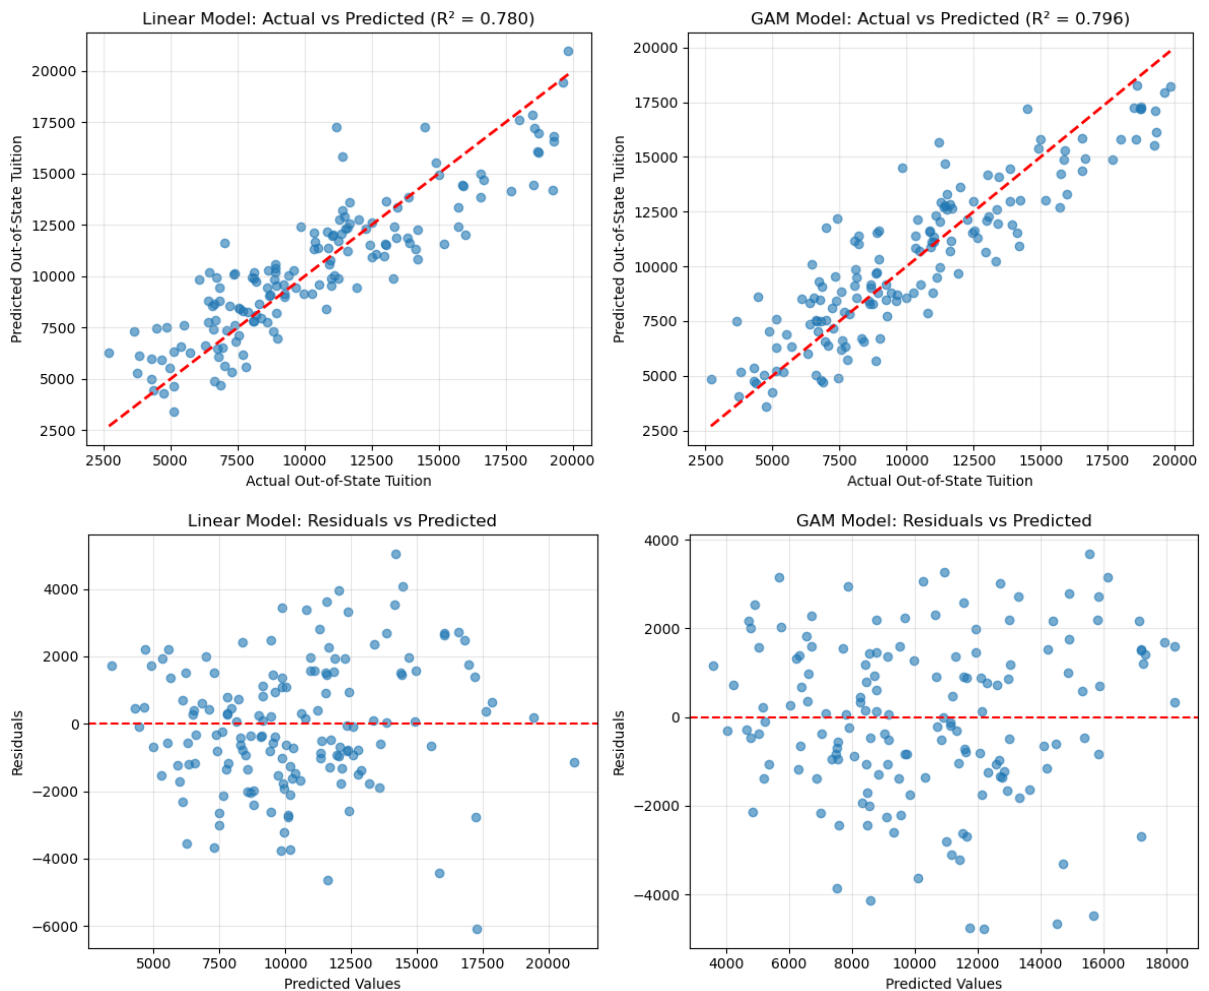 Linear Model: Actual vs Predicted (R² = 0.780)
Predicted Out-of-State Tuition
20000
17500
15000
12500
10000
7500
5000
2500
2500 5000 7500 10000 12500 15000 17500 20000
Actual Out-of-State Tuition
GAM Model: Actual vs Predicted (R² = 0.796)
Predicted Out-of-State Tuition
20000
17500
15000
12500
10000
7500
5000
2500
2500 5000 7500 10000 12500 15000 17500 20000
Actual Out-of-State Tuition
Linear Model: Residuals vs Predicted
Residuals
4000
2000
0
−2000
−4000
−6000
5000 7500 10000 12500 15000 17500 20000
Predicted Values
GAM Model: Residuals vs Predicted
Residuals
4000
2000
0
−2000
−4000
4000 6000 8000 10000 12000 14000 16000 18000
Predicted Values